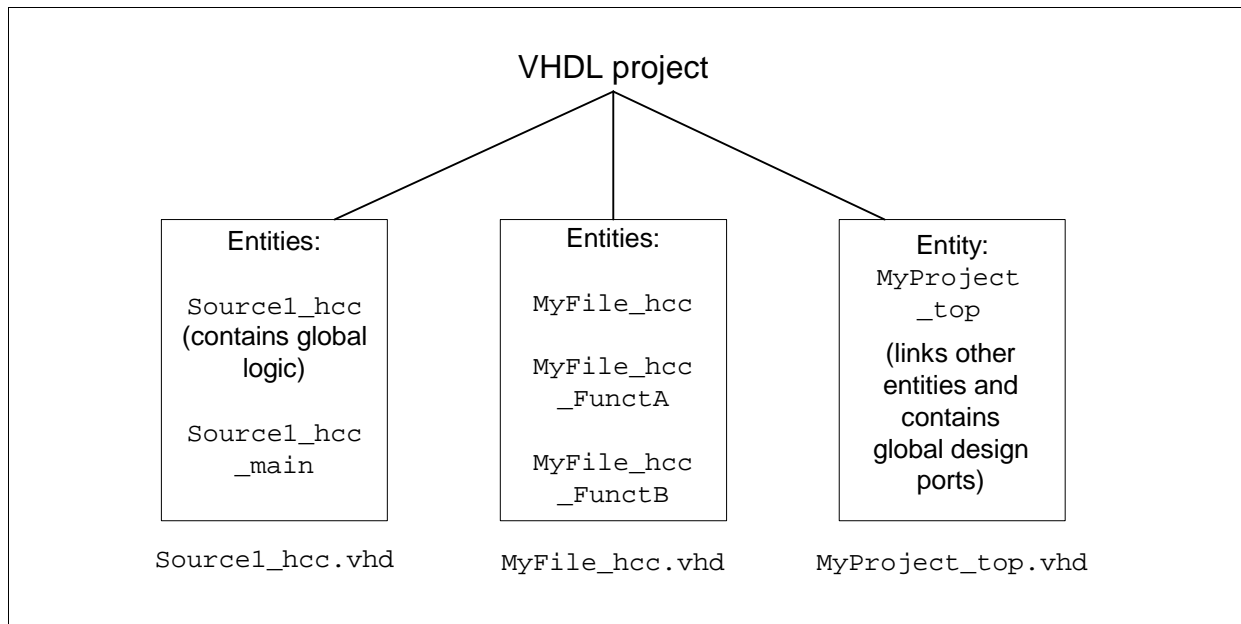 VHDL project
Entities:
Source1_hcc
(contains global
logic)
Source1_hcc
_main
Source1_hcc.vhd
Entities:
MyFile_hcc
MyFile_hcc
_FunctA
MyFile_hcc
_FunctB
MyFile_hcc.vhd
Entity:
MyProject
_top
(links other
entities and
contains
global design
ports)
MyProject_top.vhd